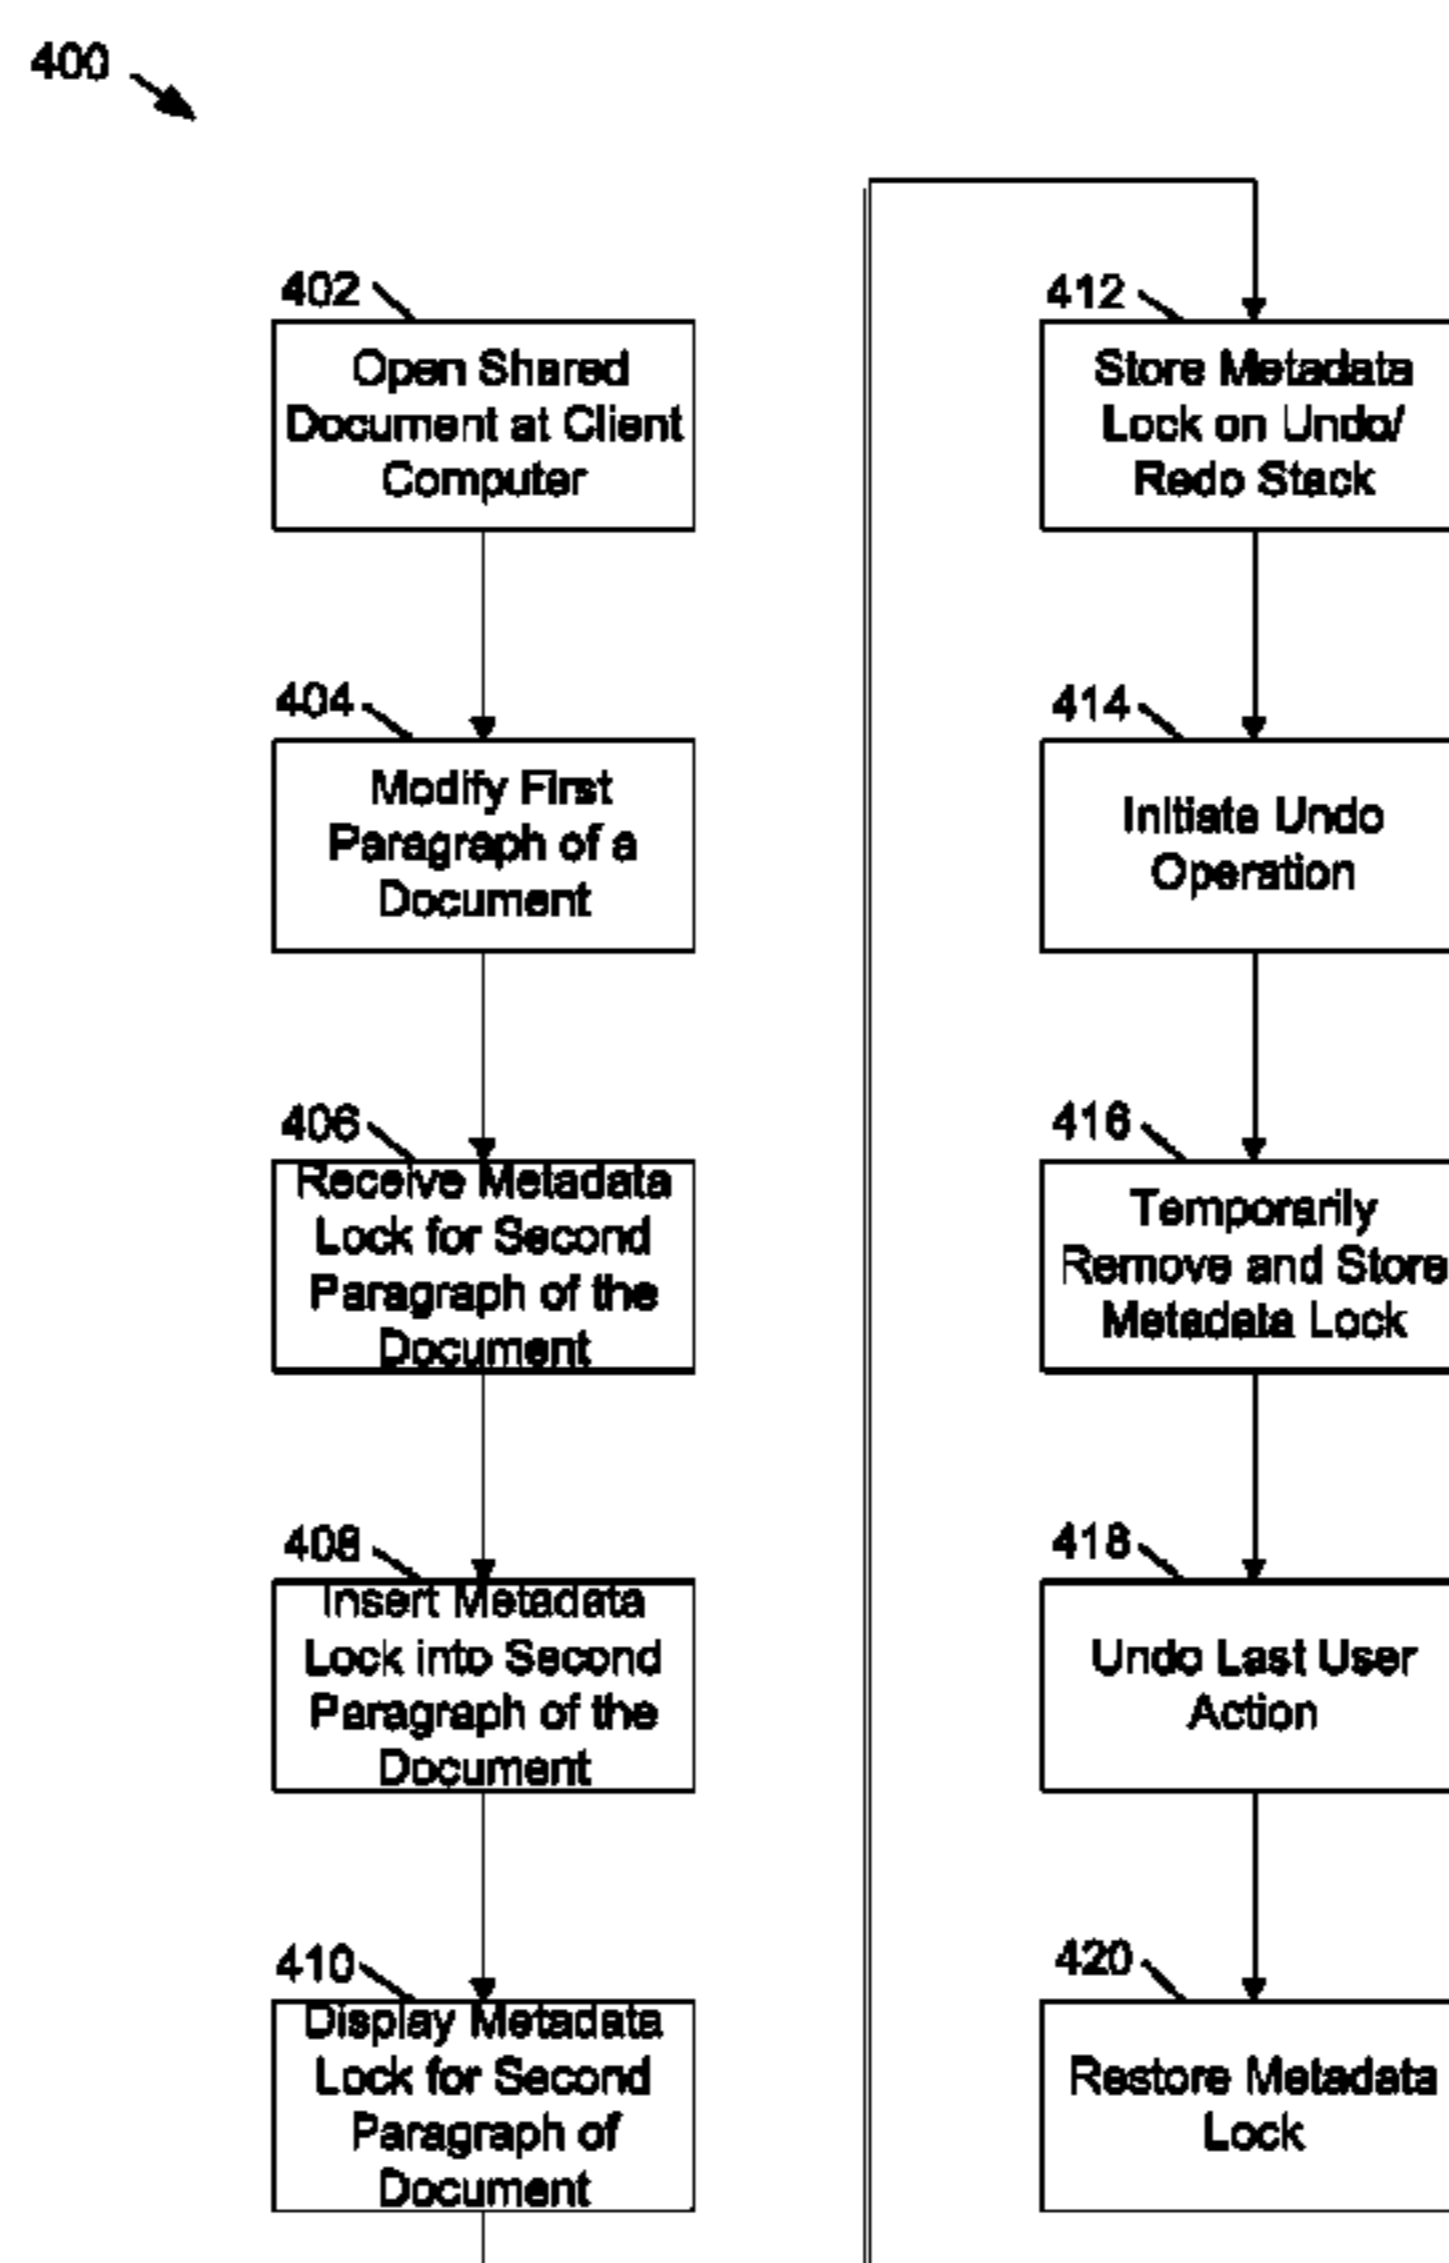 400
402
Open Shared
Document at Client
Computer
404
Modify First
Paragraph of a
Document
406
Receive Metadata
Lock for Second
Paragraph of the
Document
408
Insert Metadata
Lock into Second
Paragraph of the
Document
410
Display Metadata
Lock for Second
Paragraph of
Document
412
Store Metadata
Lock on Undo/
Redo Stack
414
Initiate Undo
Operation
416
Temporarily
Remove and Store
Metadata Lock
418
Undo Last User
Action
420
Restore Metadata
Lock